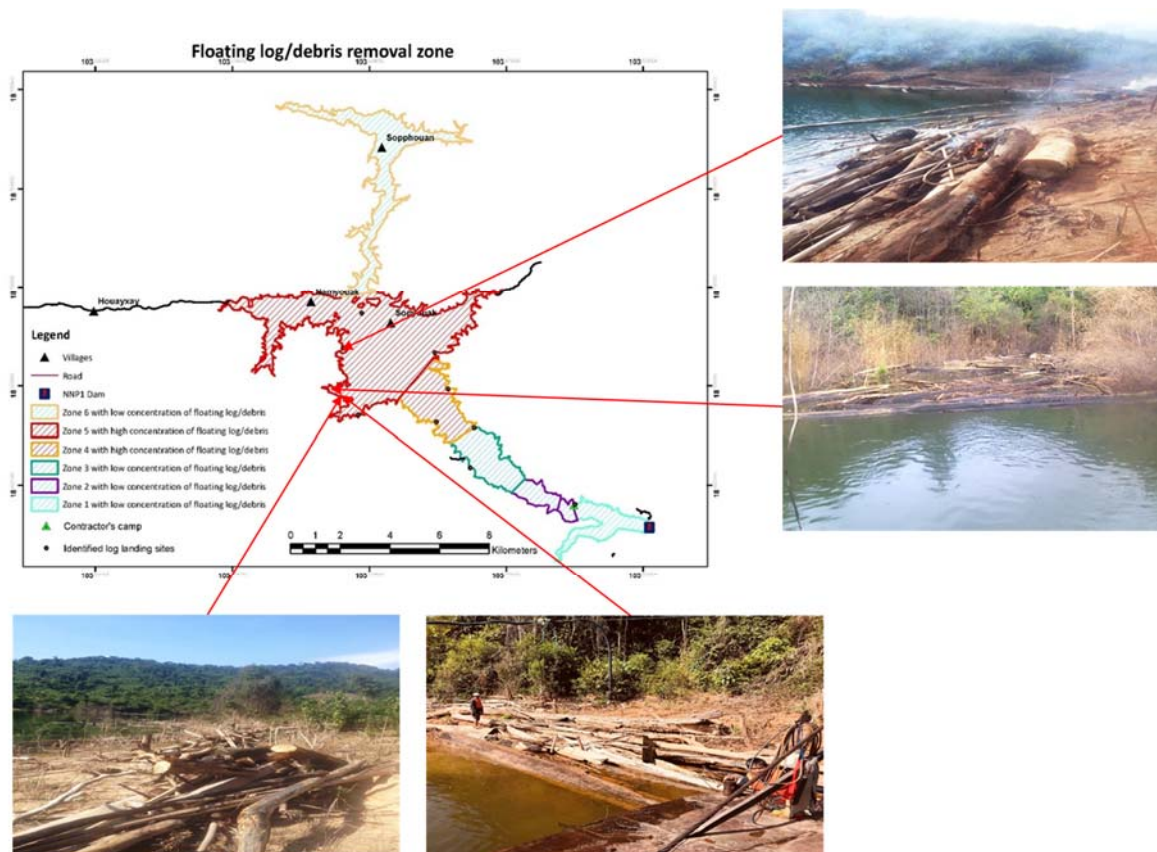 Floating log/debris removal zone
Sopphouan
Houayxay
Legend
Villages
Road
NNP1 Dam
Zone 6 with low concentration of floating log/debris
Zone 5 with high concentration of floating log/debris
Zone 4 with high concentration of floating log/debris
Zone 3 with low concentration of floating log/debris
Zone 2 with low concentration of floating log/debris
Zone 1 with low concentration of floating log/debris
Contractor's camp
Identified log landing sites
0 1 2 4 6 8
Kilometers